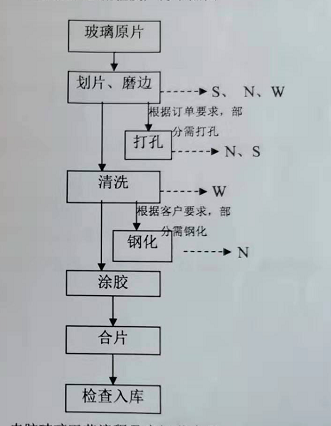 玻璃原片
划片、磨边
S、 N、W
根据订单要求，部
分需打孔
打孔
N、S
清洗
W
根据客户要求，部
分需钢化
钢化
N
涂胶
合片
检查入库